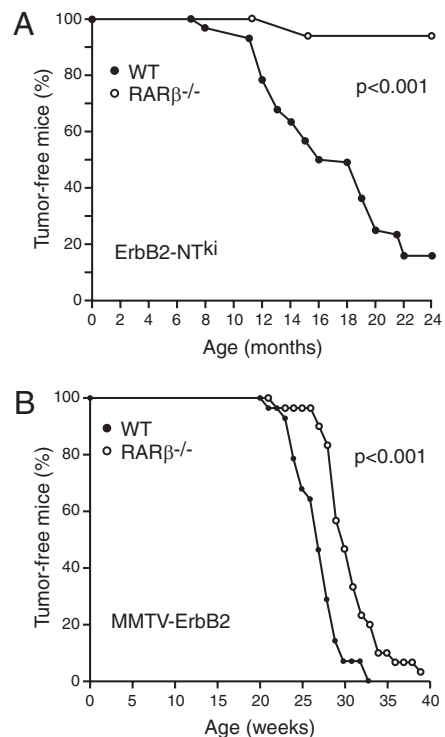 A
100
80
60
40
20
0
Tumor-free mice (%)
WT
RARβ-/-
p<0.001
ErbB2-NTki
0 2 4 6 8 10 12 14 16 18 20 22 24
Age (months)
B
100
80
60
40
20
0
Tumor-free mice (%)
WT
RARβ-/-
p<0.001
MMTV-ErbB2
0 10 20 25 30 35 40
Age (weeks)